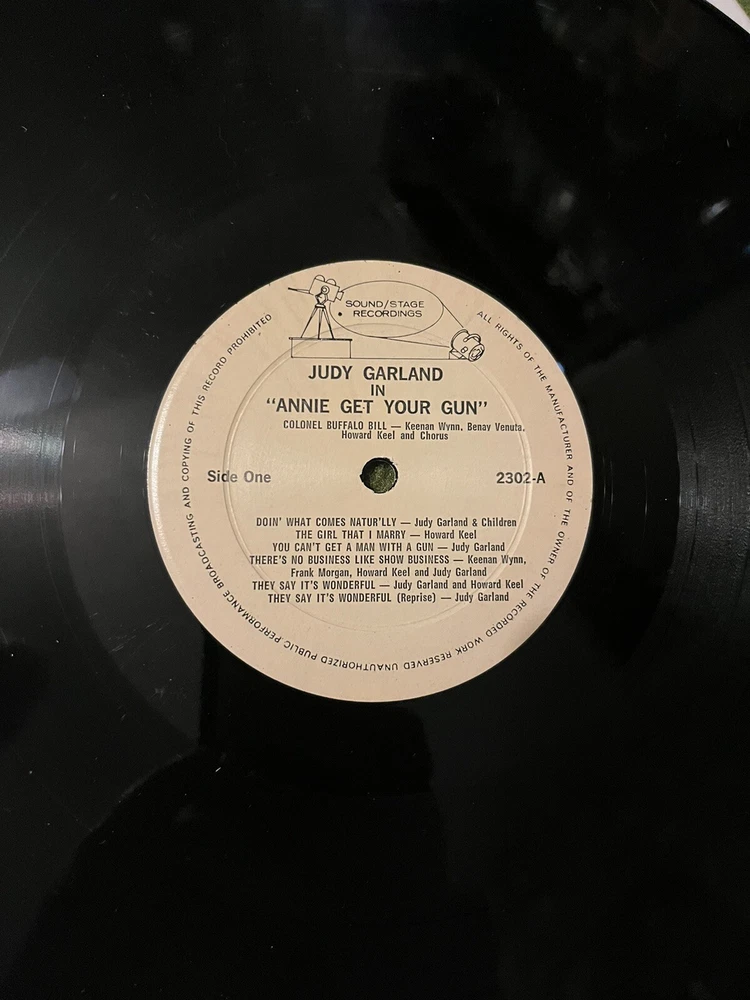 SOUND/STAGE
RECORDINGS
JUDY GARLAND
IN
“ANNIE GET YOUR GUN”
COLONEL BUFFALO BILL — Keenan Wynn, Benay Venuta,
Howard Keel and Chorus
Side One
2302-A
DOIN' WHAT COMES NATUR'LLY — Judy Garland & Children
THE GIRL THAT I MARRY — Howard Keel
YOU CAN'T GET A MAN WITH A GUN — Judy Garland
THERE'S NO BUSINESS LIKE SHOW BUSINESS — Keenan Wynn,
Frank Morgan, Howard Keel and Judy Garland
THEY SAY IT'S WONDERFUL — Judy Garland and Howard Keel
THEY SAY IT'S WONDERFUL (Reprise) — Judy Garland
ALL RIGHTS OF THE MANUFACTURER AND OF THE OWNER OF THE RECORDED WORK RESERVED UNAUTHORIZED PUBLIC PERFORMANCE BROADCASTING AND COPYING OF THIS RECORD PROHIBITED